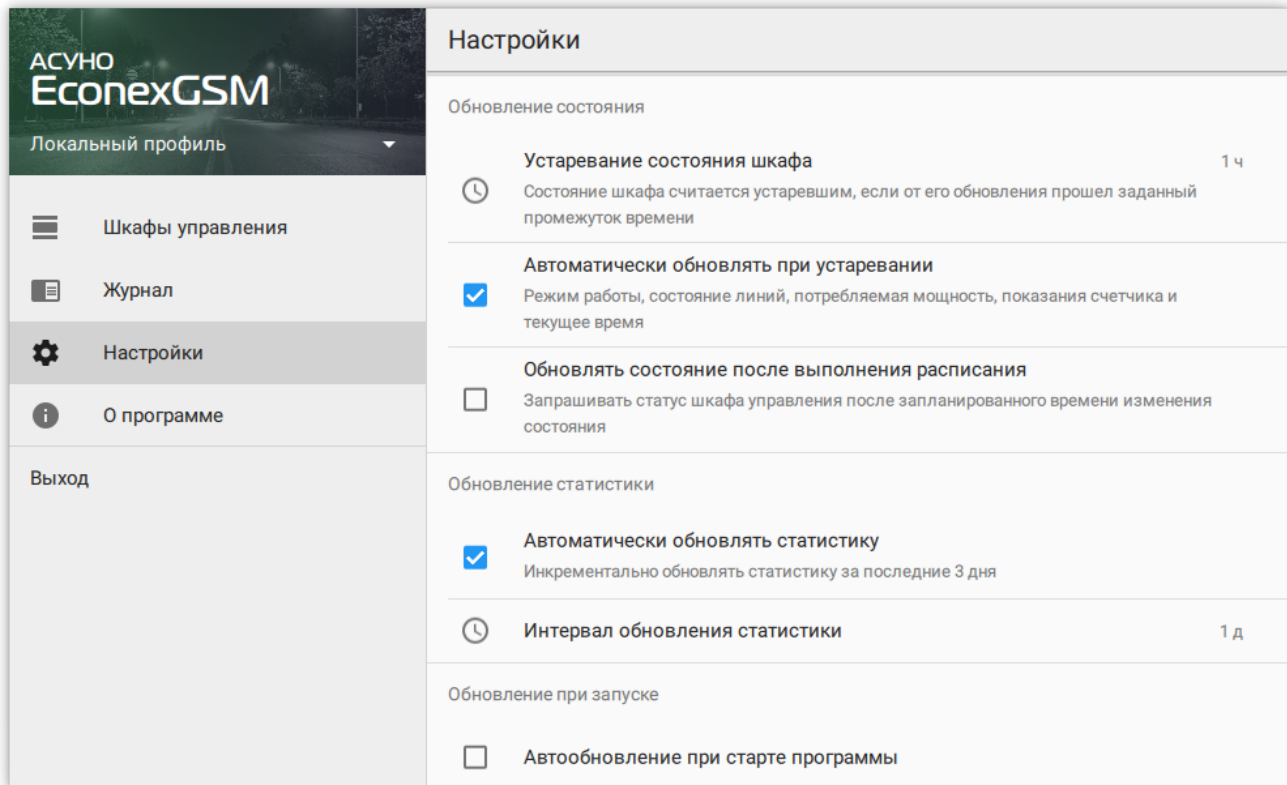 АСУНО
EconexGSM
Локальный профиль
Шкафы управления
Журнал
Настройки
О программе
Выход
Настройки
Обновление состояния
Устаревание состояния шкафа
1 ч
Состояние шкафа считается устаревшим, если от его обновления прошел заданный
промежуток времени
Автоматически обновлять при устаревании
Режим работы, состояние линий, потребляемая мощность, показания счетчика и
текущее время
Обновлять состояние после выполнения расписания
Запрашивать статус шкафа управления после запланированного времени изменения
состояния
Обновление статистики
Автоматически обновлять статистику
Инкрементально обновлять статистику за последние 3 дня
Интервал обновления статистики
1 д
Обновление при запуске
Автообновление при старте программы